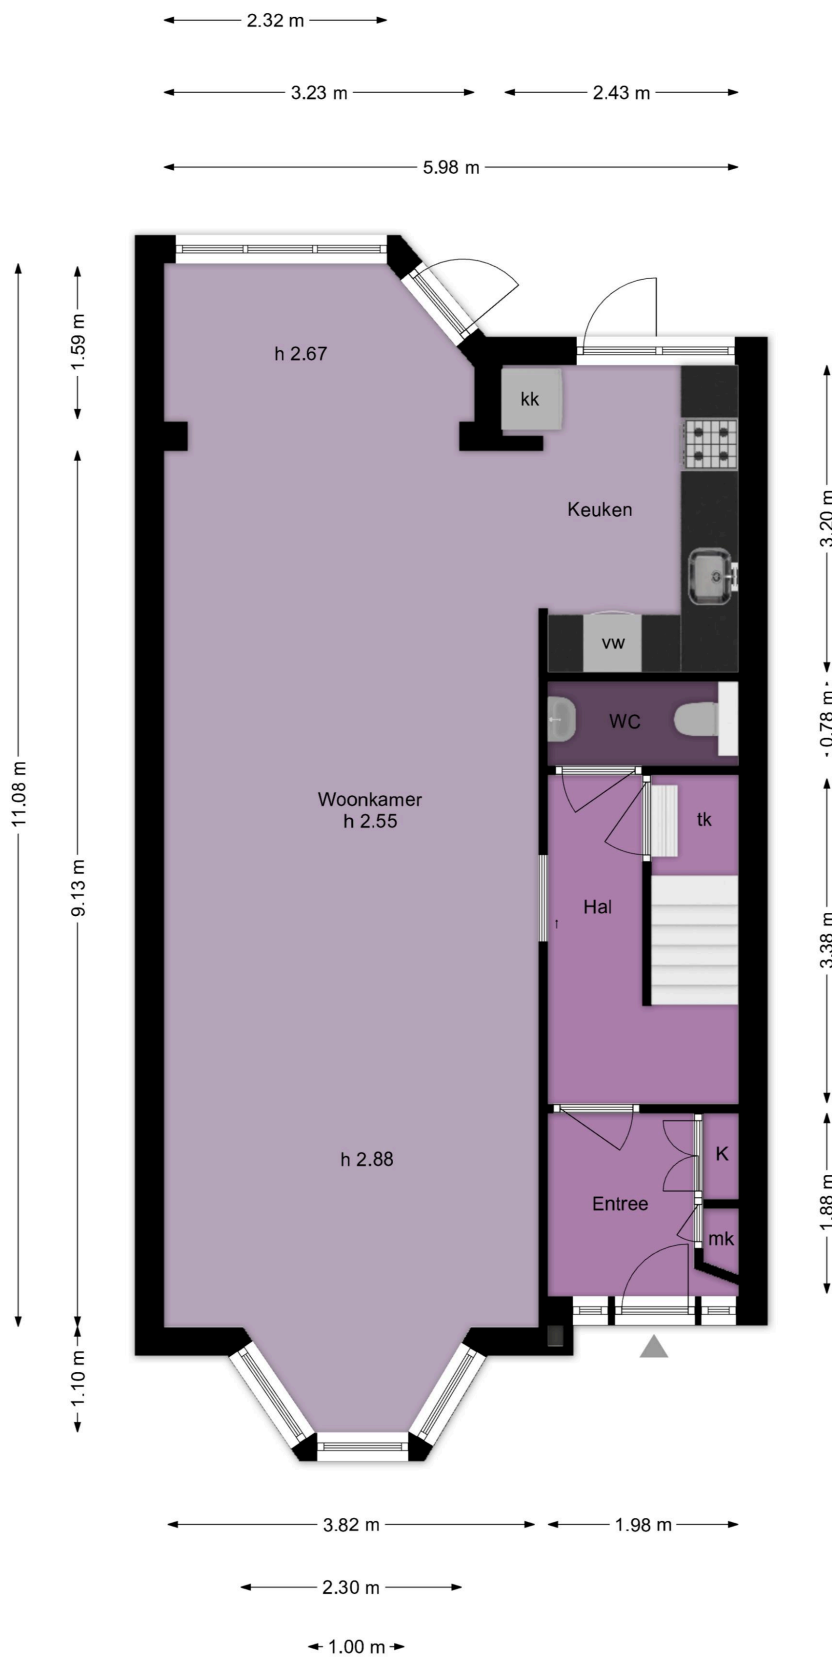 2.32 m
3.23 m
2.43 m
5.98 m
h 2.67
1.59 m
kk
Keuken
3.20 m
vw
WC
0.78 m
11.08 m
Woonkamer
h 2.55
tk
9.13 m
Hal
3.38 m
h 2.88
K
Entree
mk
1.88 m
1.10 m
3.82 m
1.98 m
2.30 m
1.00 m